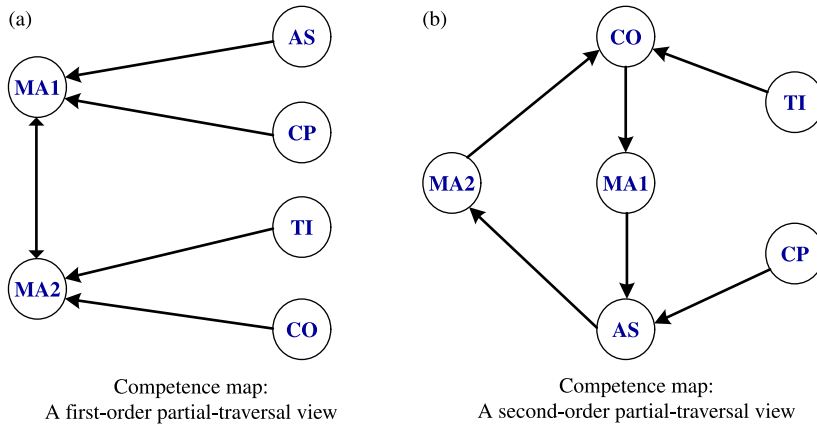 (a)
AS
MA1
CP
TI
MA2
CO
Competence map:
A first-order partial-traversal view
(b)
CO
TI
MA2
MA1
CP
AS
Competence map:
A second-order partial-traversal view